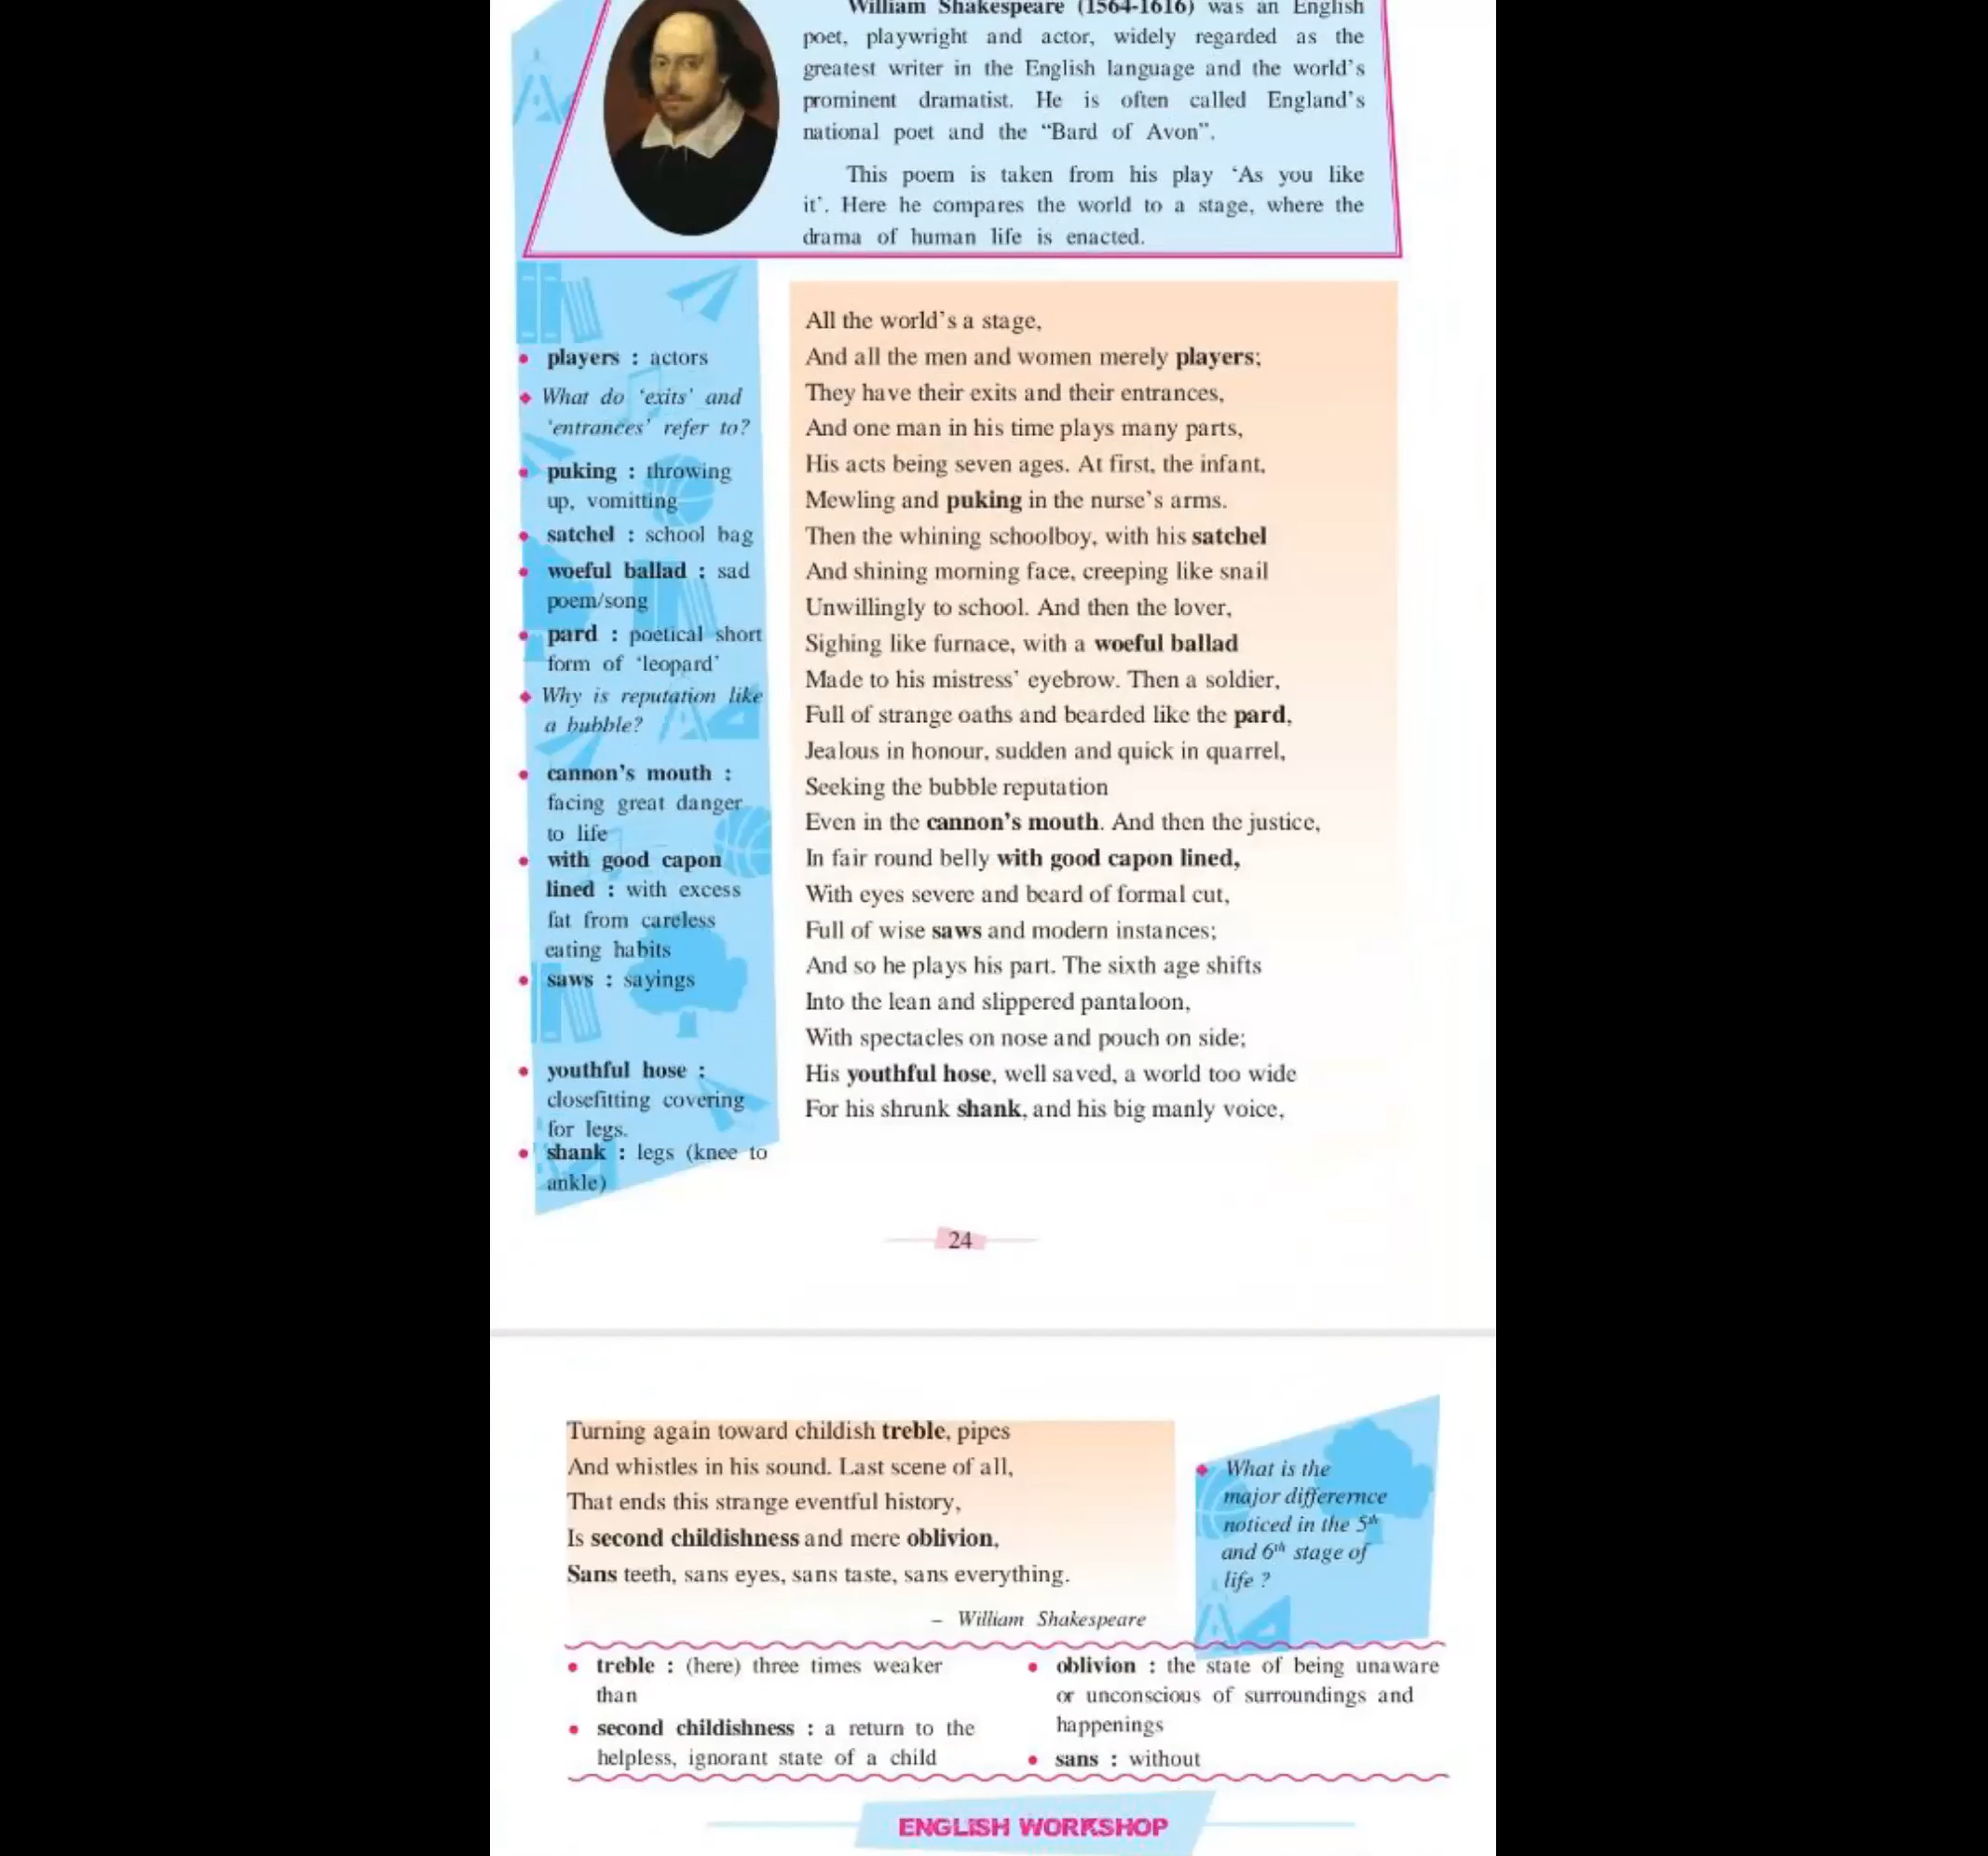 William Shakespeare (1564-1616) was an English
poet, playwright and actor, widely regarded as the
greatest writer in the English language and the world's
prominent dramatist. He is often called England's
national poet and the “Bard of Avon”.
This poem is taken from his play ‘As you like
it’. Here he compares the world to a stage, where the
drama of human life is enacted.
• players : actors
◆ What do ‘exits’ and
‘entrances’ refer to?
• puking : throwing
up, vomitting
• satchel : school bag
• woeful ballad : sad
poem/song
• pard : poetical short
form of ‘leopard’
◆ Why is reputation like
a bubble?
• cannon's mouth :
facing great danger
to life
• with good capon
lined : with excess
fat from careless
eating habits
• saws : sayings
• youthful hose :
closefitting covering
for legs.
• shank : legs (knee to
ankle)
All the world's a stage,
And all the men and women merely players;
They have their exits and their entrances,
And one man in his time plays many parts,
His acts being seven ages. At first, the infant,
Mewling and puking in the nurse's arms.
Then the whining schoolboy, with his satchel
And shining morning face, creeping like snail
Unwillingly to school. And then the lover,
Sighing like furnace, with a woeful ballad
Made to his mistress’ eyebrow. Then a soldier,
Full of strange oaths and bearded like the pard,
Jealous in honour, sudden and quick in quarrel,
Seeking the bubble reputation
Even in the cannon's mouth. And then the justice,
In fair round belly with good capon lined,
With eyes severe and beard of formal cut,
Full of wise saws and modern instances;
And so he plays his part. The sixth age shifts
Into the lean and slippered pantaloon,
With spectacles on nose and pouch on side;
His youthful hose, well saved, a world too wide
For his shrunk shank, and his big manly voice,
24
Turning again toward childish treble, pipes
And whistles in his sound. Last scene of all,
That ends this strange eventful history,
Is second childishness and mere oblivion,
Sans teeth, sans eyes, sans taste, sans everything.
– William Shakespeare
◆ What is the
major differernce
noticed in the 5th
and 6th stage of
life ?
• treble : (here) three times weaker
than
• second childishness : a return to the
helpless, ignorant state of a child
• oblivion : the state of being unaware
or unconscious of surroundings and
happenings
• sans : without
ENGLISH WORKSHOP